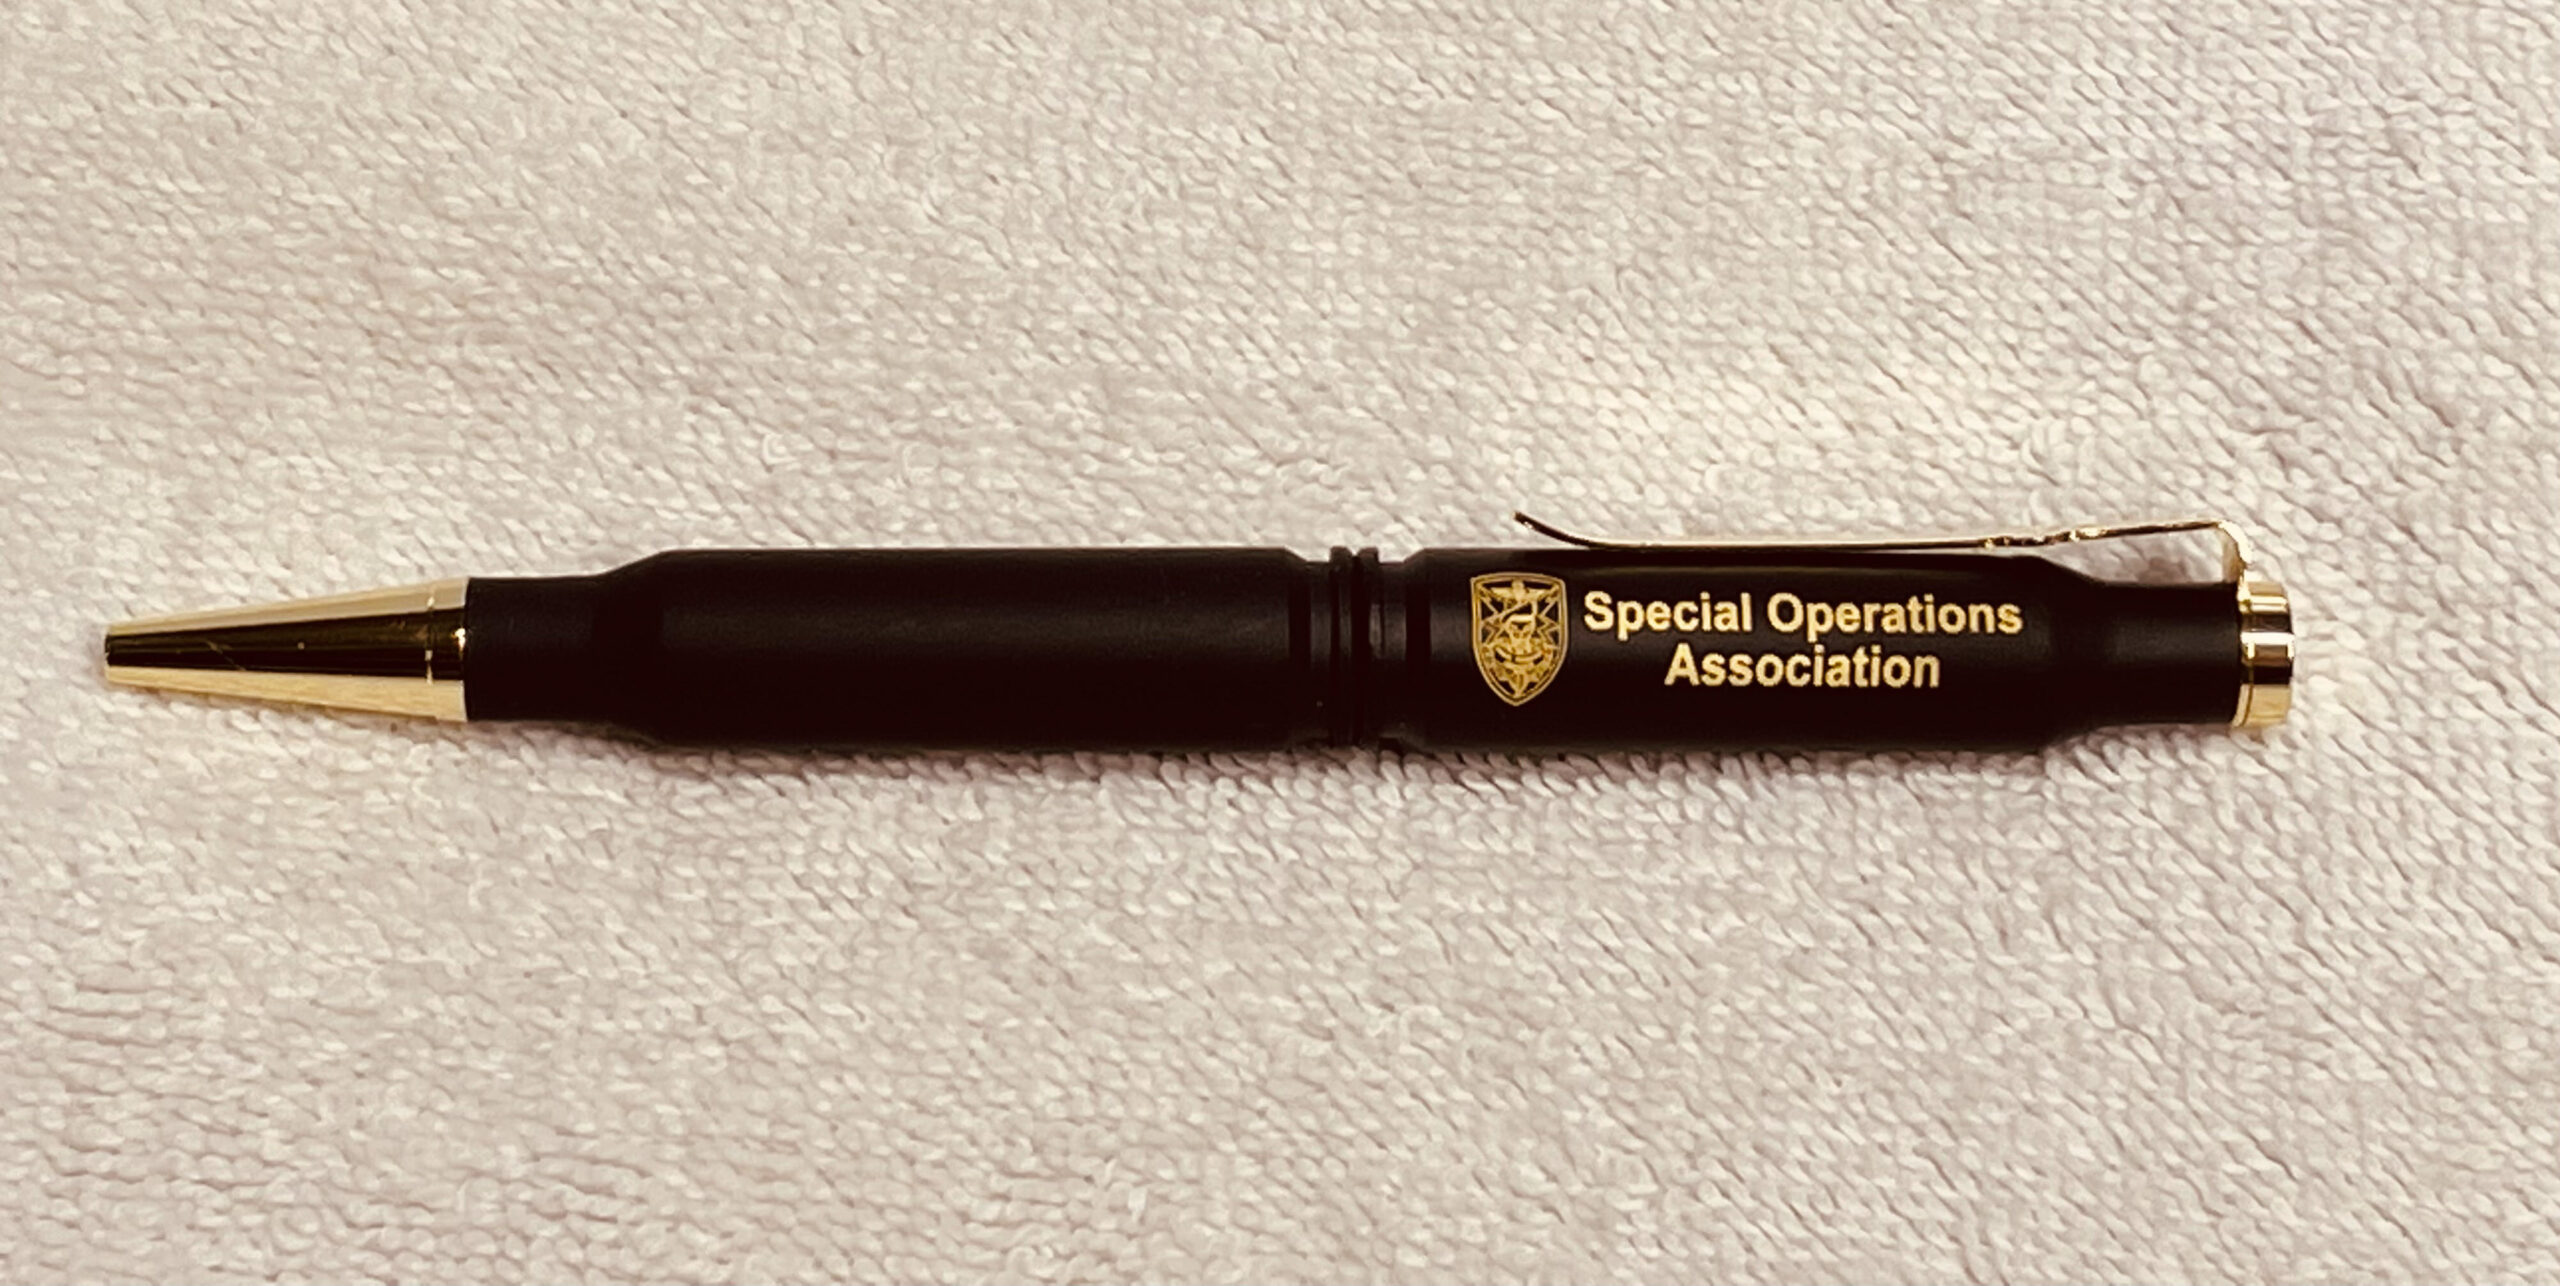 Special Operations
Association